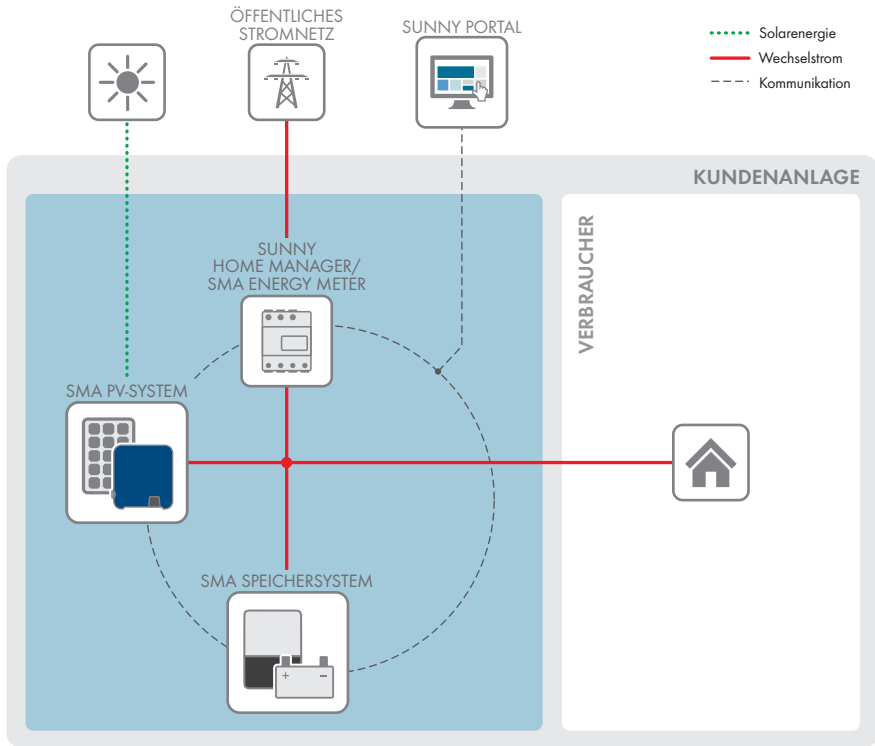 ÖFFENTLICHES
STROMNETZ
SUNNY PORTAL
Solarenergie
Wechselstrom
Kommunikation
KUNDENANLAGE
SUNNY
HOME MANAGER/
SMA ENERGY METER
VERBRAUCHER
SMA PV-SYSTEM
SMA SPEICHERSYSTEM
+ −